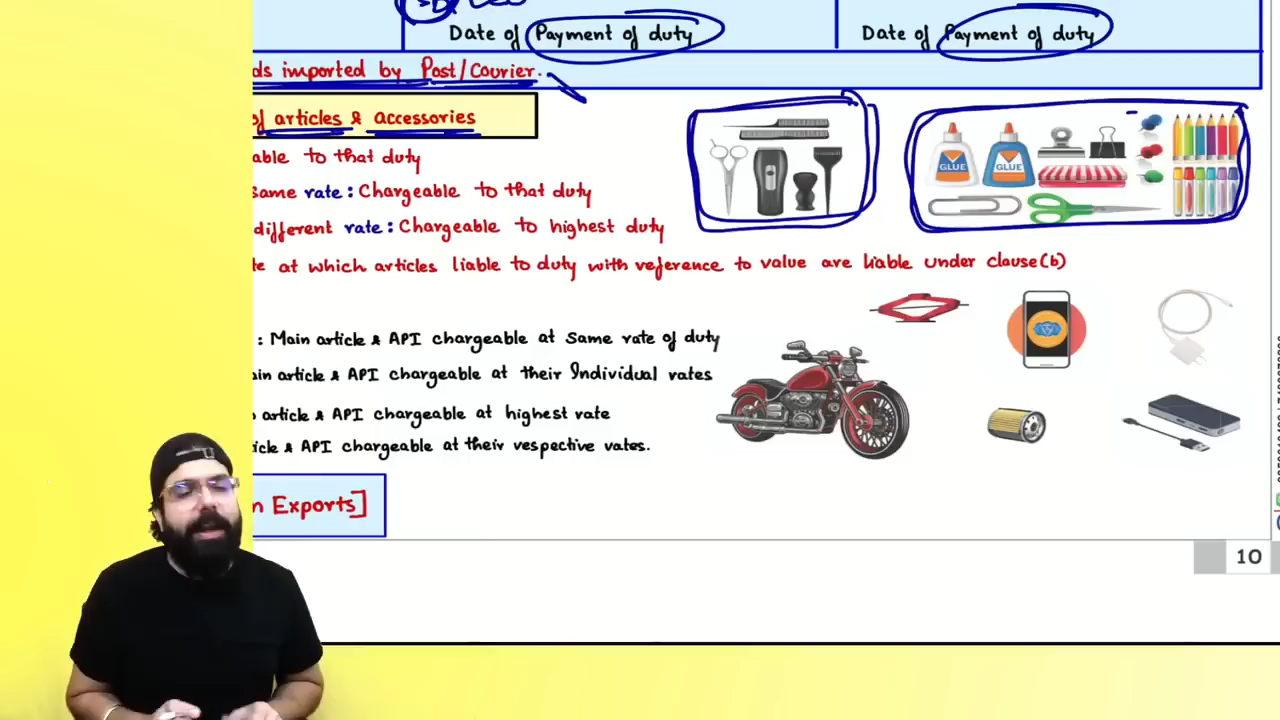 Date of Payment of duty
Date of Payment of duty
ds imported by Post/Courier.
of articles & accessories
able to that duty
same rate: Chargeable to that duty
different rate: Chargeable to highest duty
te at which articles liable to duty with reference to value are liable under clause(b)
GLUE
GLUE
: Main article & API chargeable at same rate of duty
ain article & API chargeable at their Individual rates
article & API chargeable at highest rate
icle & API chargeable at their respective rates.
n Exports]
10